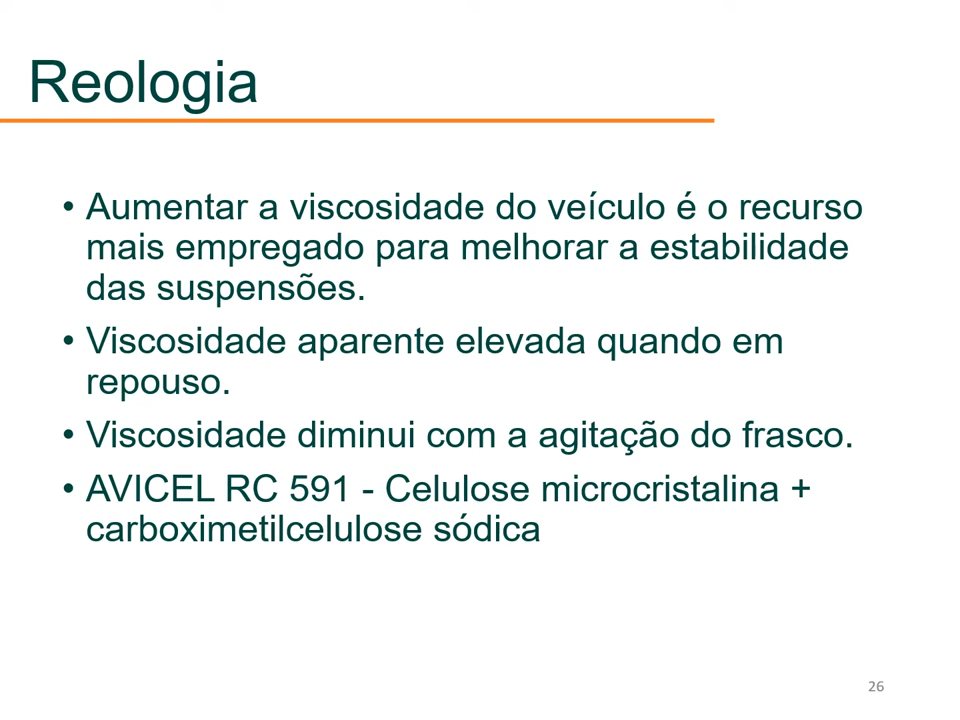 Reologia
• Aumentar a viscosidade do veículo é o recurso
mais empregado para melhorar a estabilidade
das suspensões.
• Viscosidade aparente elevada quando em
repouso.
• Viscosidade diminui com a agitação do frasco.
• AVICEL RC 591 - Celulose microcristalina +
carboximetilcelulose sódica
26